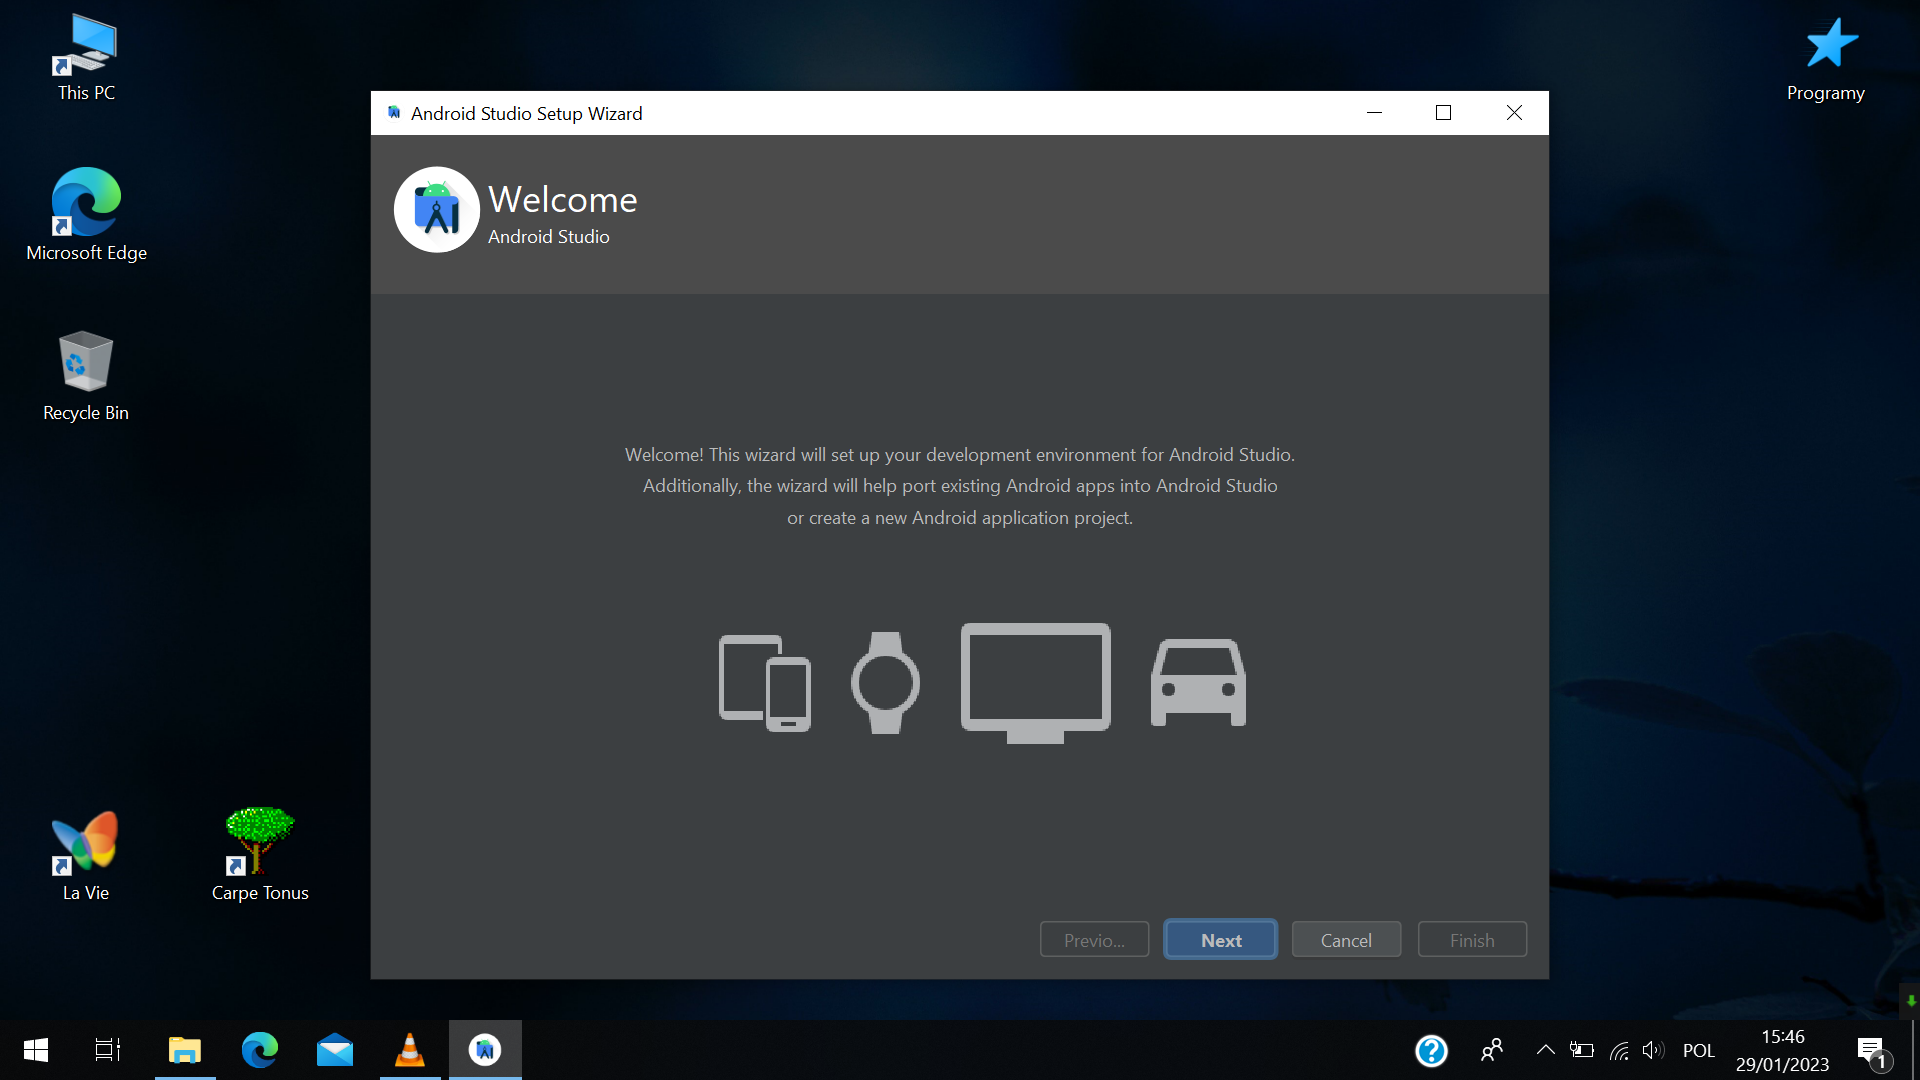 This PC
Programy
Microsoft Edge
Recycle Bin
La Vie
Carpe Tonus
Android Studio Setup Wizard
Welcome
Android Studio
Welcome! This wizard will set up your development environment for Android Studio.
Additionally, the wizard will help port existing Android apps into Android Studio
or create a new Android application project.
Previo...
Next
Cancel
Finish
POL
15:46
29/01/2023
1